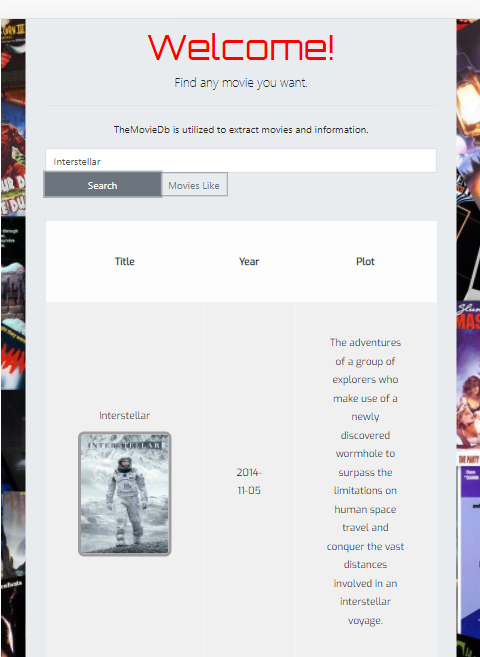 Welcome!
Find any movie you want.
TheMovieDb is utilized to extract movies and information.
Interstellar
Search
Movies Like
Title
Year
Plot
Interstellar
INTERSTELLAR
2014-
11-05
The adventures
of a group of
explorers who
make use of a
newly
discovered
wormhole to
surpass the
limitations on
human space
travel and
conquer the vast
distances
involved in an
interstellar
voyage.
THE PARTY